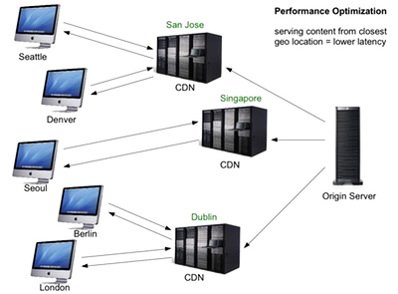 Performance Optimization
serving content from closest
geo location = lower latency
San Jose
Seattle
CDN
Denver
Singapore
CDN
Seoul
Origin Server
Dublin
Berlin
CDN
London